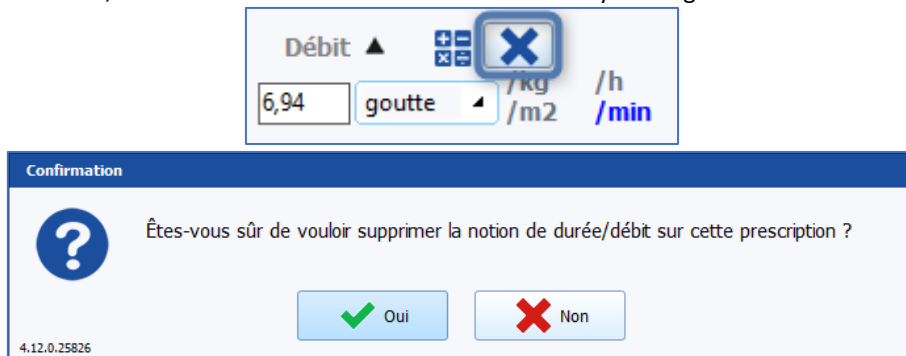 Débit ▲
/kg /h
6,94 goutte /m2 /min
Confirmation
Êtes-vous sûr de vouloir supprimer la notion de durée/débit sur cette prescription ?
Oui Non
4.12.0.25826